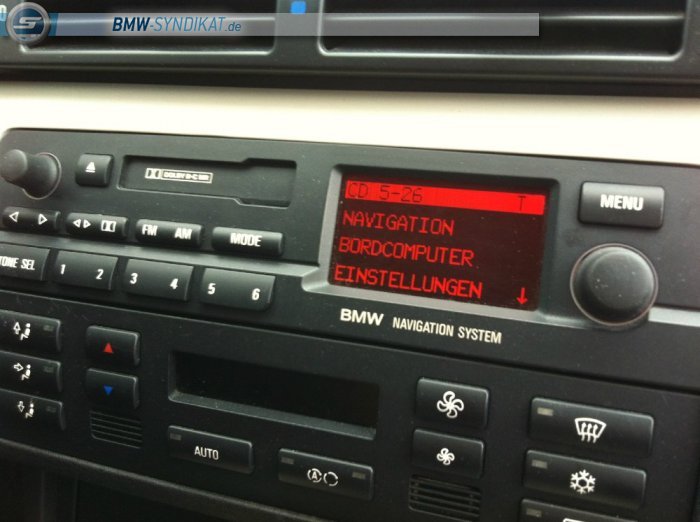 BMW-SYNDIKAT.de
DOLBY B-C NR
CD 5-26 T
NAVIGATION
BORDCOMPUTER
EINSTELLUNGEN
MENU
FM AM
MODE
TONE SEL
1 2
3 4
5 6
BMW NAVIGATION SYSTEM
AUTO
A